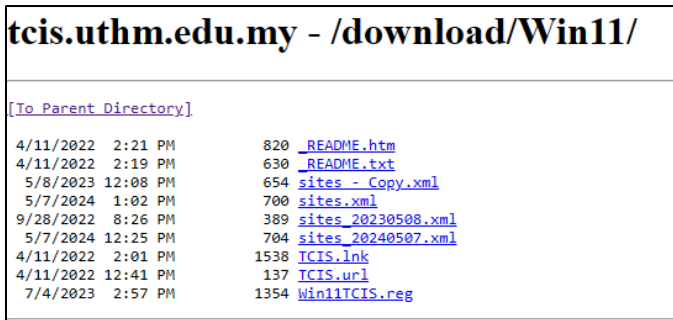 tcis.uthm.edu.my - /download/Win11/
[To Parent Directory]
4/11/2022 2:21 PM 820 _README.htm
4/11/2022 2:19 PM 630 _README.txt
5/8/2023 12:08 PM 654 sites - Copy.xml
5/7/2024 1:02 PM 700 sites.xml
9/28/2022 8:26 PM 389 sites_20230508.xml
5/7/2024 12:25 PM 704 sites_20240507.xml
4/11/2022 2:01 PM 1538 TCIS.lnk
4/11/2022 12:41 PM 137 TCIS.url
7/4/2023 2:57 PM 1354 Win11TCIS.reg